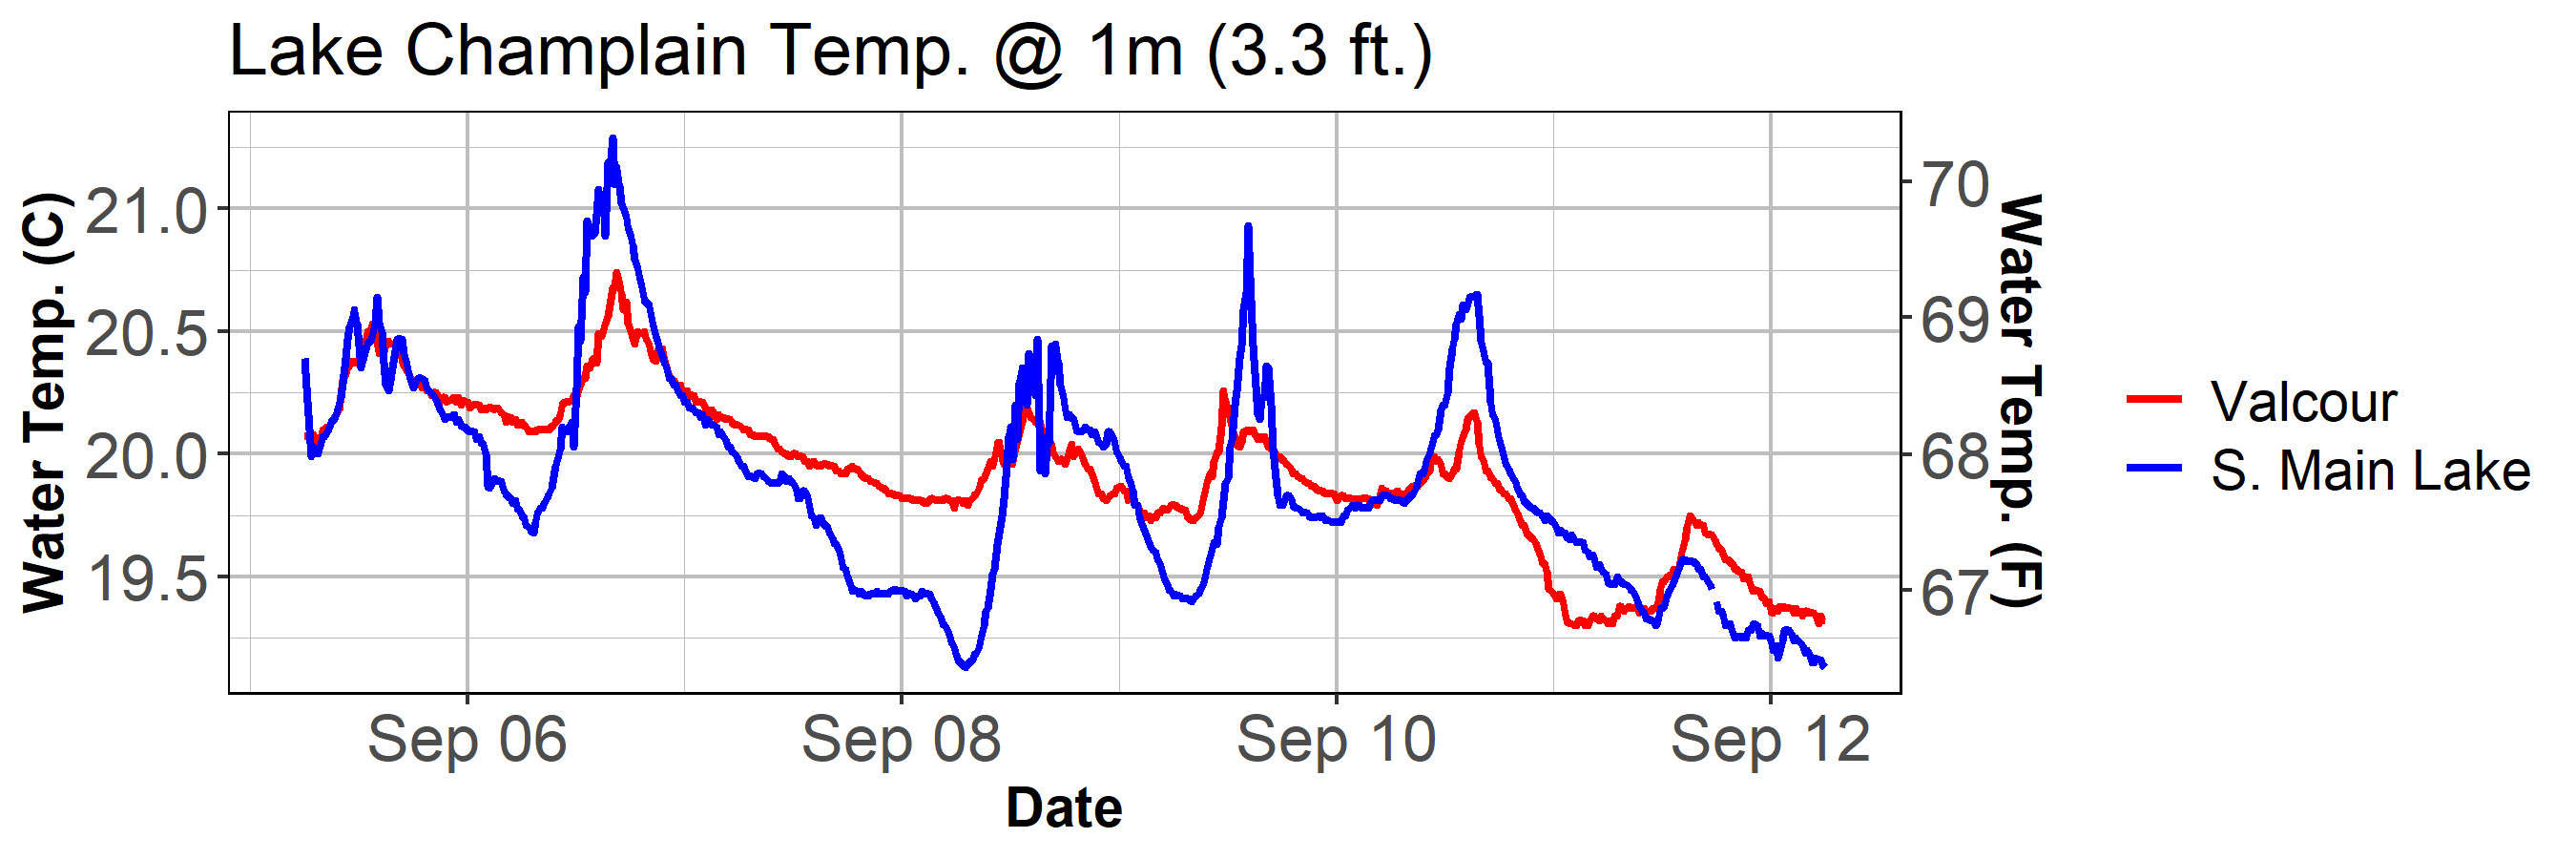 Lake Champlain Temp. @ 1m (3.3 ft.)
Water Temp. (C)
21.0
20.5
20.0
19.5
70
69
68
67
Water Temp. (F)
Sep 06
Sep 08
Sep 10
Sep 12
Date
Valcour
S. Main Lake